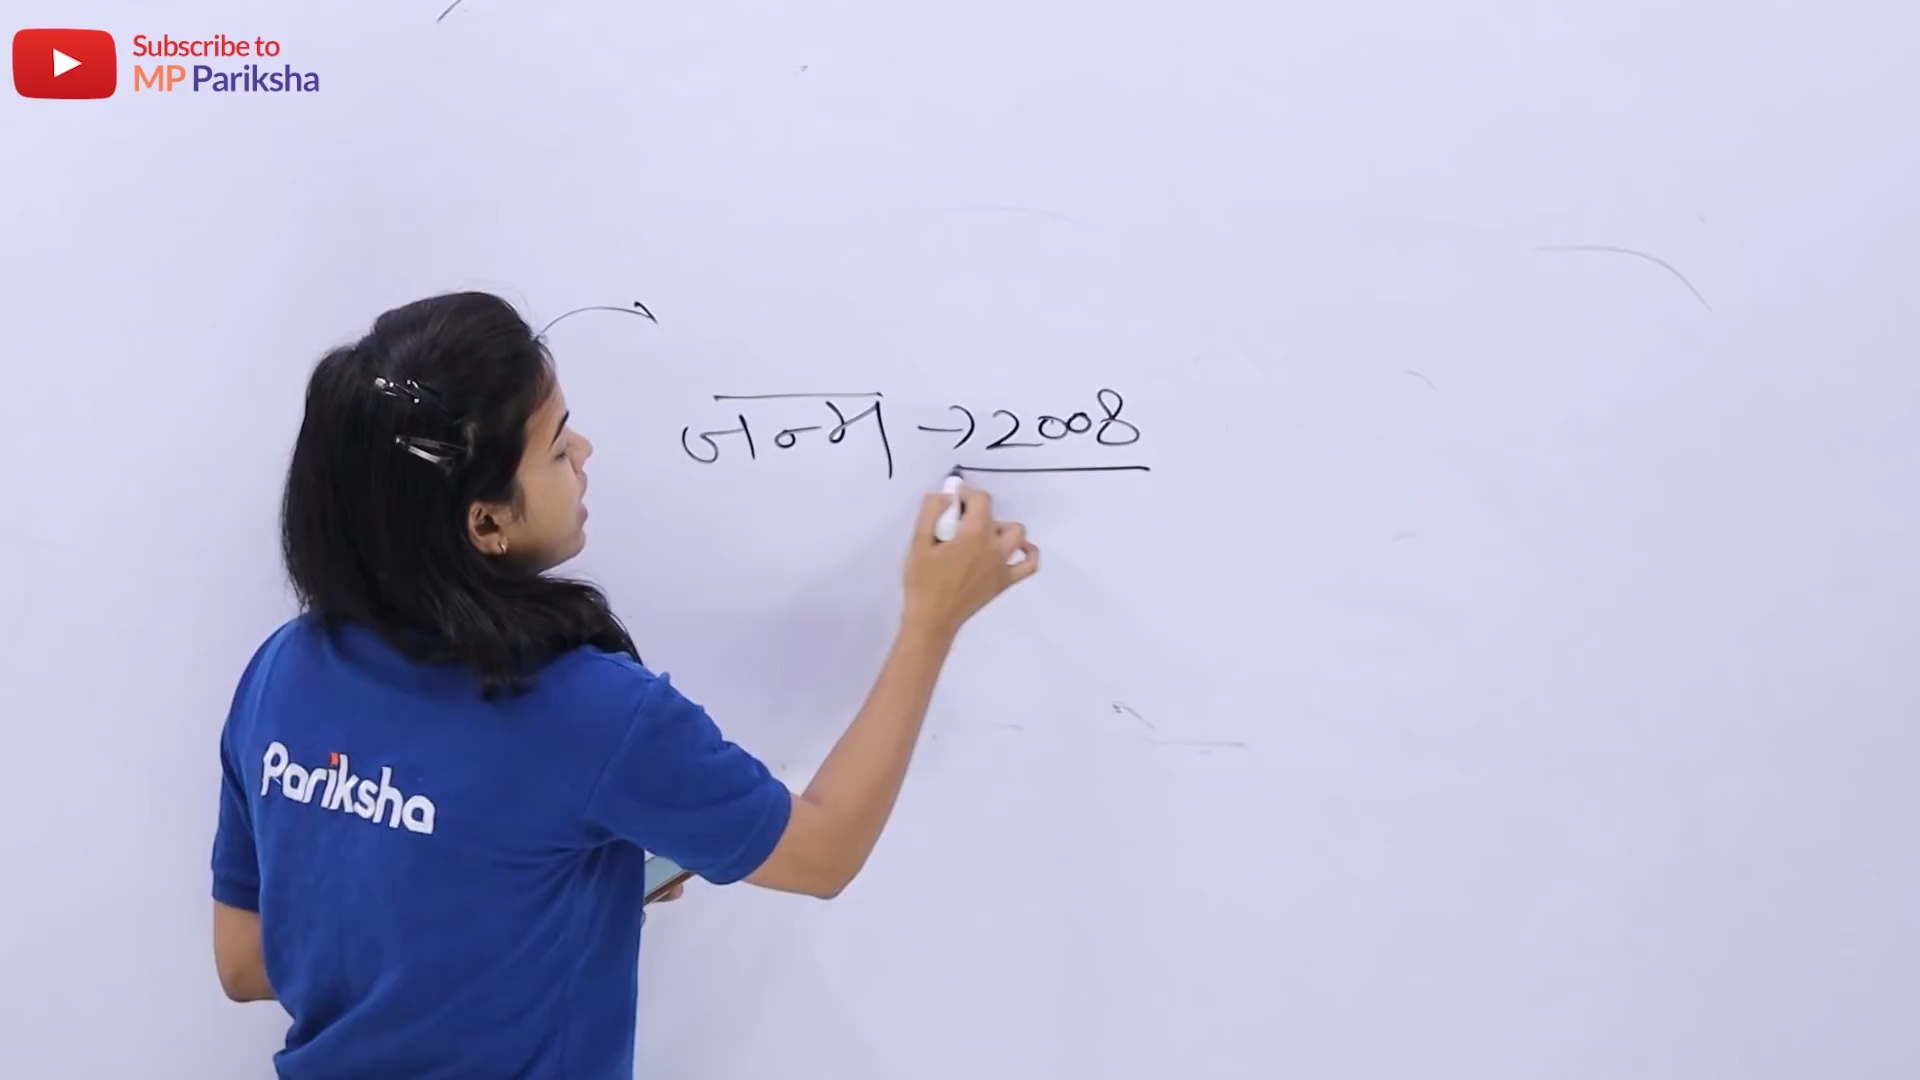 Subscribe to
MP Pariksha
जन्म → 2008
Pariksha